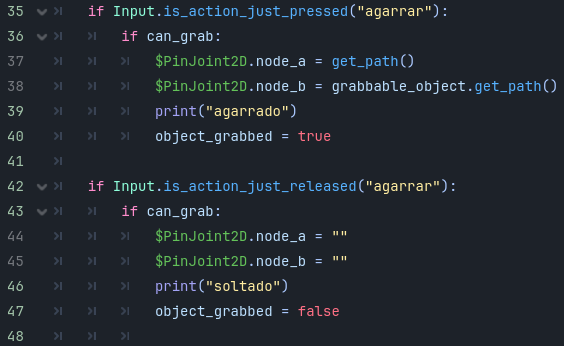 35 if Input.is_action_just_pressed("agarrar"):
36 if can_grab:
37 $PinJoint2D.node_a = get_path()
38 $PinJoint2D.node_b = grabbable_object.get_path()
39 print("agarrado")
40 object_grabbed = true
41
42 if Input.is_action_just_released("agarrar"):
43 if can_grab:
44 $PinJoint2D.node_a = ""
45 $PinJoint2D.node_b = ""
46 print("soltado")
47 object_grabbed = false
48